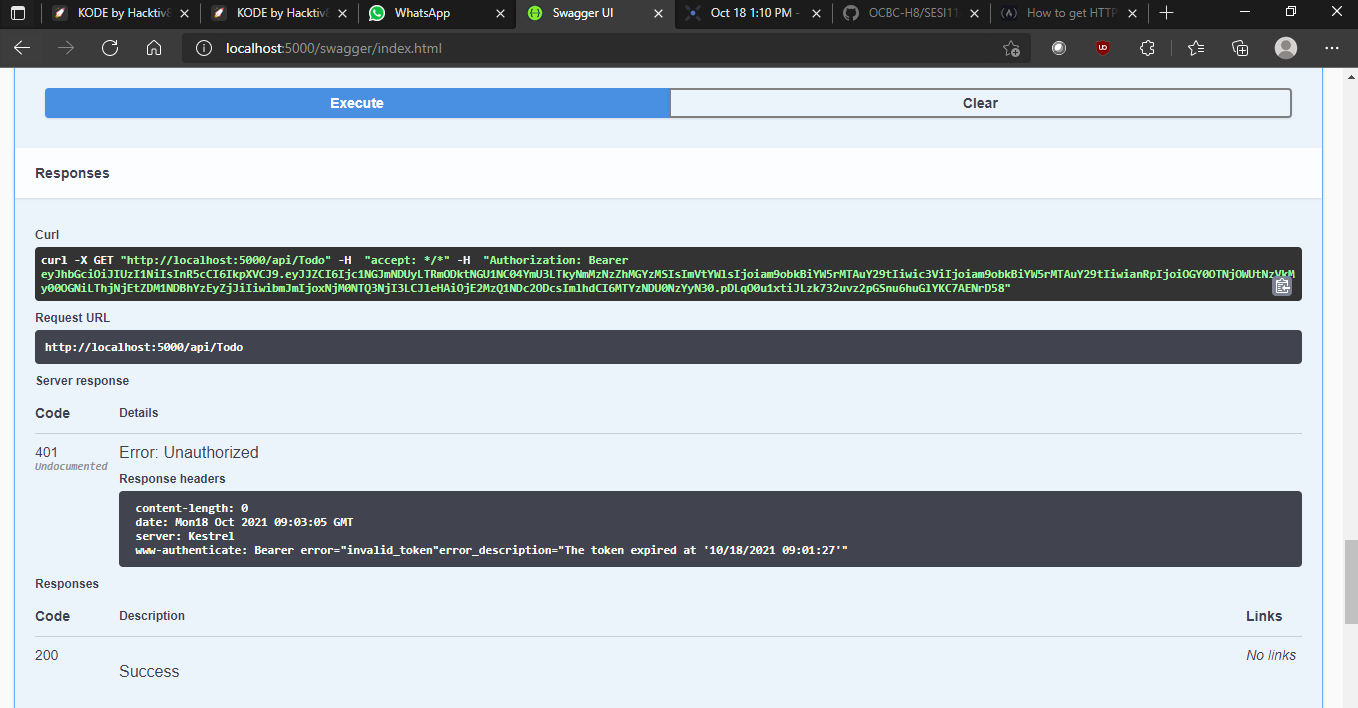 KODE by Hacktiv8
KODE by Hacktiv8
WhatsApp
Swagger UI
Oct 18 1:10 PM -
OCBC-H8/SESI11
How to get HTTP
localhost:5000/swagger/index.html
Execute
Clear
Responses
Curl
curl -X GET "http://localhost:5000/api/Todo" -H  "accept: */*" -H  "Authorization: Bearer
Request URL
http://localhost:5000/api/Todo
Server response
Code
Details
401
Undocumented
Error: Unauthorized
Response headers
content-length: 0
date: Mon18 Oct 2021 09:03:05 GMT
server: Kestrel
www-authenticate: Bearer error="invalid_token"error_description="The token expired at '10/18/2021 09:01:27'"
Responses
Code
Description
Links
200
Success
No links